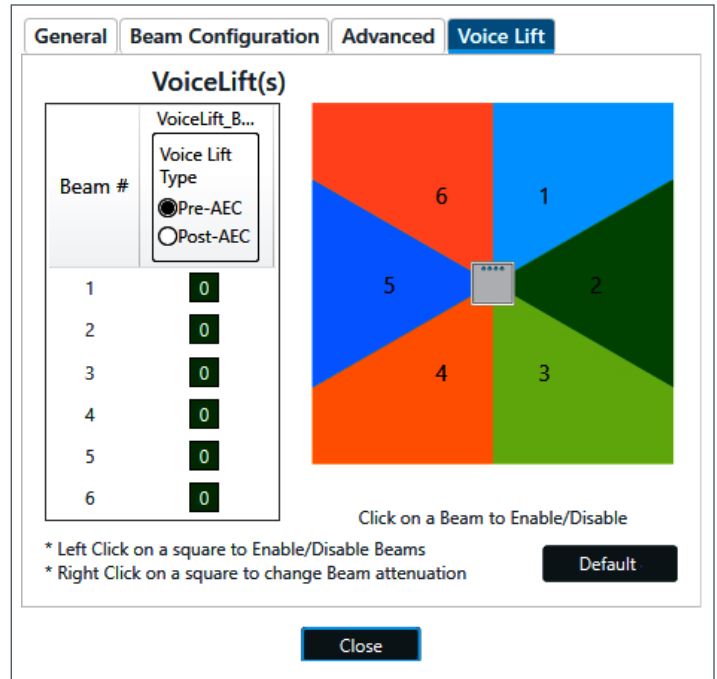 General Beam Configuration Advanced Voice Lift
VoiceLift(s)
VoiceLift_B...
Beam #
Voice Lift
Type
Pre-AEC
Post-AEC
1 0
2 0
3 0
4 0
5 0
6 0
6 1
5 2
4 3
Click on a Beam to Enable/Disable
* Left Click on a square to Enable/Disable Beams
* Right Click on a square to change Beam attenuation
Default
Close